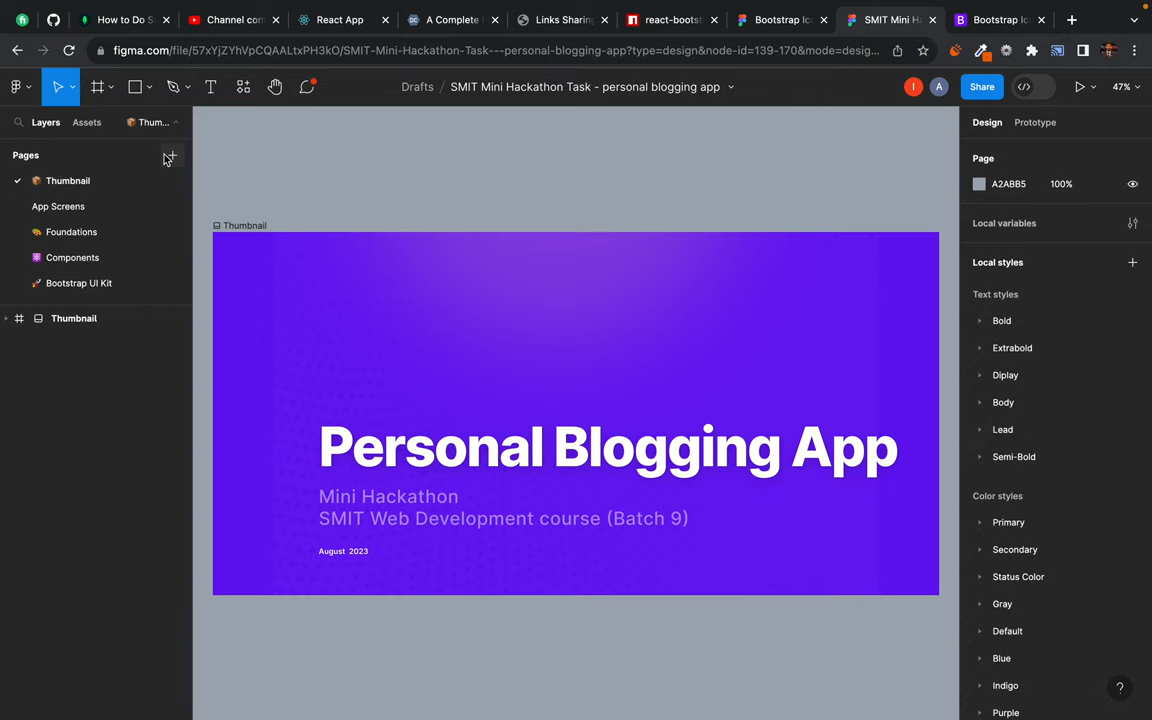 How to Do S
Channel con
React App
A Complete
Links Sharing
react-bootst
Bootstrap Ic
SMIT Mini Ha
Bootstrap Ic
figma.com/file/57xYjZYhVpCQAALtxPH3kO/SMIT-Mini-Hackathon-Task---personal-blogging-app?type=design&node-id=139-170&mode=desig...
Drafts / SMIT Mini Hackathon Task - personal blogging app
I
A
Share
</>
47%
Layers
Assets
Thum...
Design
Prototype
Pages
Thumbnail
App Screens
Foundations
Components
Bootstrap UI Kit
Thumbnail
Thumbnail
Personal Blogging App
Mini Hackathon
SMIT Web Development course (Batch 9)
August 2023
Page
A2ABB5
100%
Local variables
Local styles
Text styles
Bold
Extrabold
Diplay
Body
Lead
Semi-Bold
Color styles
Primary
Secondary
Status Color
Gray
Default
Blue
Indigo
Purple
?